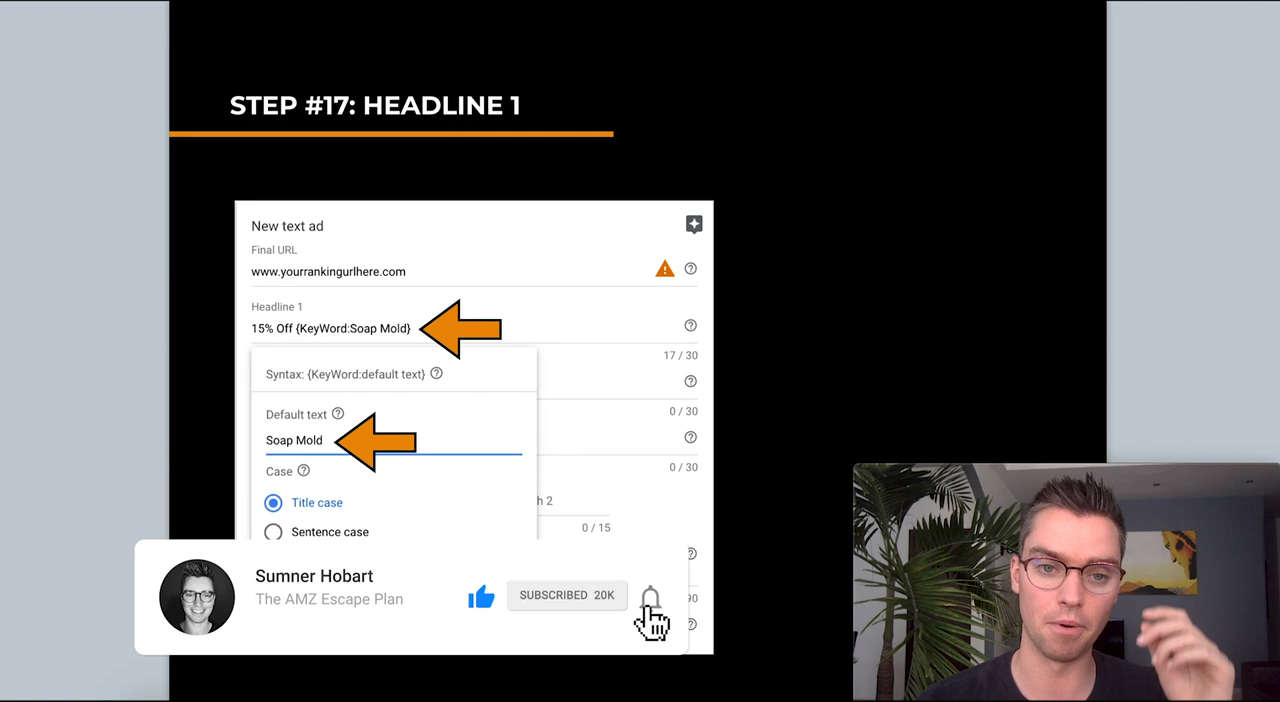 STEP #17: HEADLINE 1
New text ad
Final URL
www.yourrankingurlhere.com
Headline 1
15% Off {KeyWord:Soap Mold}
17 / 30
Syntax: {KeyWord:default text}
Default text
0 / 30
Soap Mold
Case
0 / 30
Title case
h 2
Sentence case
0 / 15
Sumner Hobart
The AMZ Escape Plan
SUBSCRIBED 20K
90